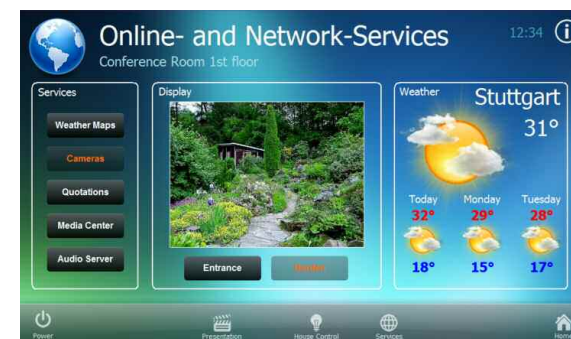 Online- and Network-Services
12:34
Conference Room 1st floor
Services
Weather Maps
Cameras
Quotations
Media Center
Audio Server
Display
Entrance
Weather
Stuttgart
31°
Today Monday Tuesday
32° 29° 28°
18° 15° 17°
Power
Presentation
House Control
Services
Home